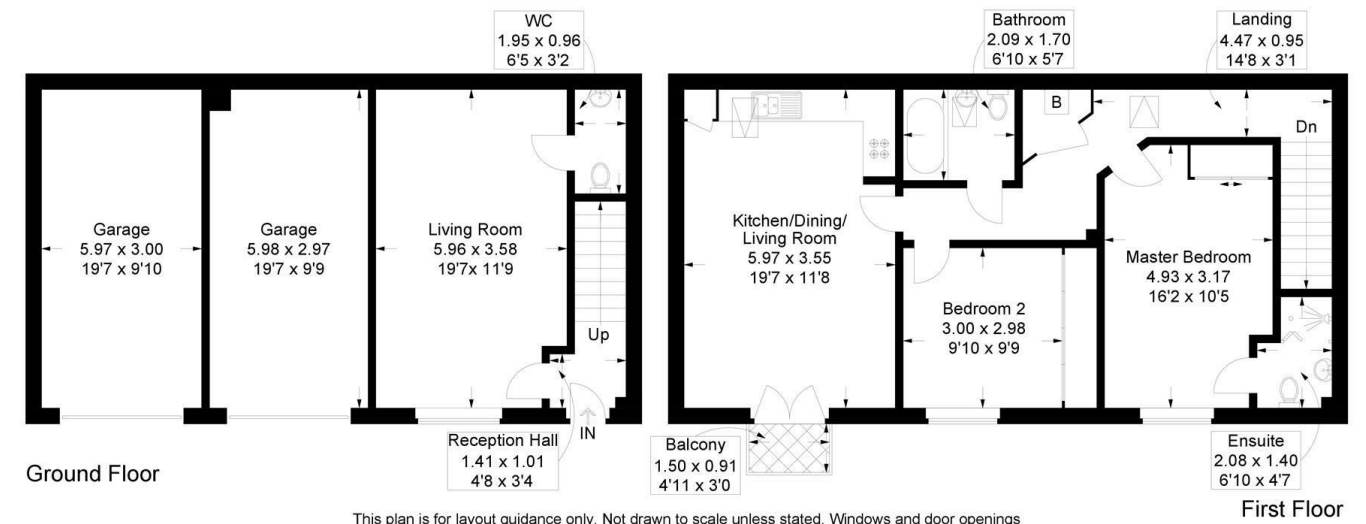 WC
1.95 x 0.96
6'5 x 3'2
Bathroom
2.09 x 1.70
6'10 x 5'7
Landing
4.47 x 0.95
14'8 x 3'1
B
Dn
Garage
5.97 x 3.00
19'7 x 9'10
Garage
5.98 x 2.97
19'7 x 9'9
Living Room
5.96 x 3.58
19'7x 11'9
Up
Kitchen/Dining/
Living Room
5.97 x 3.55
19'7 x 11'8
Bedroom 2
3.00 x 2.98
9'10 x 9'9
Master Bedroom
4.93 x 3.17
16'2 x 10'5
IN
Reception Hall
1.41 x 1.01
4'8 x 3'4
Balcony
1.50 x 0.91
4'11 x 3'0
Ensuite
2.08 x 1.40
6'10 x 4'7
Ground Floor
First Floor
This plan is for layout guidance only. Not drawn to scale unless stated. Windows and door openings